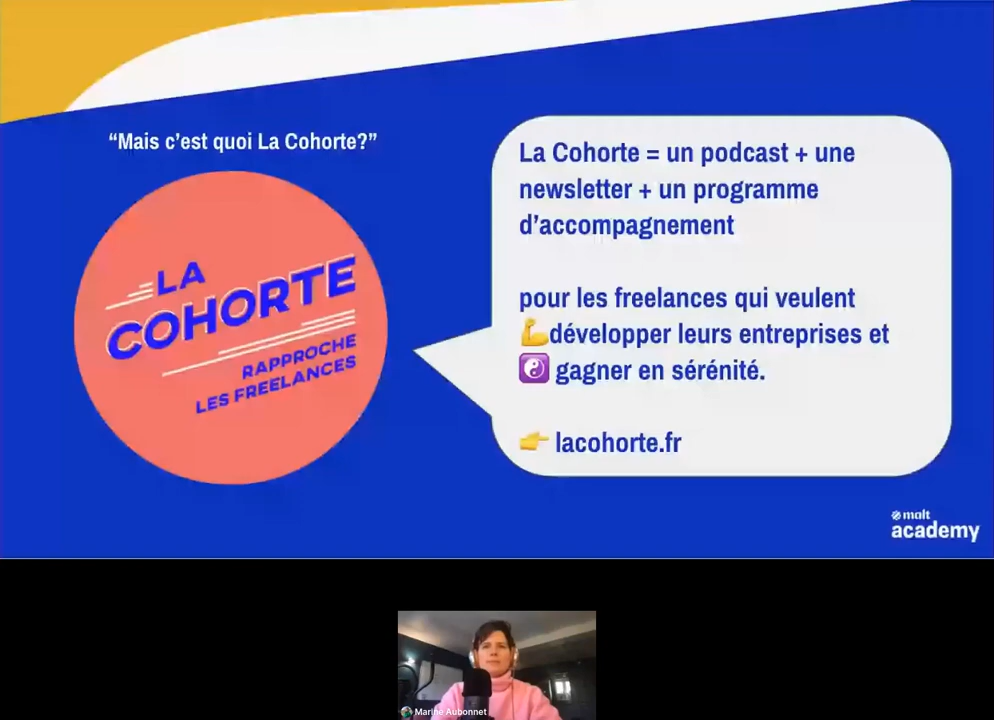 “Mais c’est quoi La Cohorte?”
LA
COHORTE
RAPPROCHE
LES FREELANCES
La Cohorte = un podcast + une
newsletter + un programme
d’accompagnement
pour les freelances qui veulent
💪développer leurs entreprises et
☯️ gagner en sérénité.
👉 lacohorte.fr
malt
academy
Marine Aubonnet